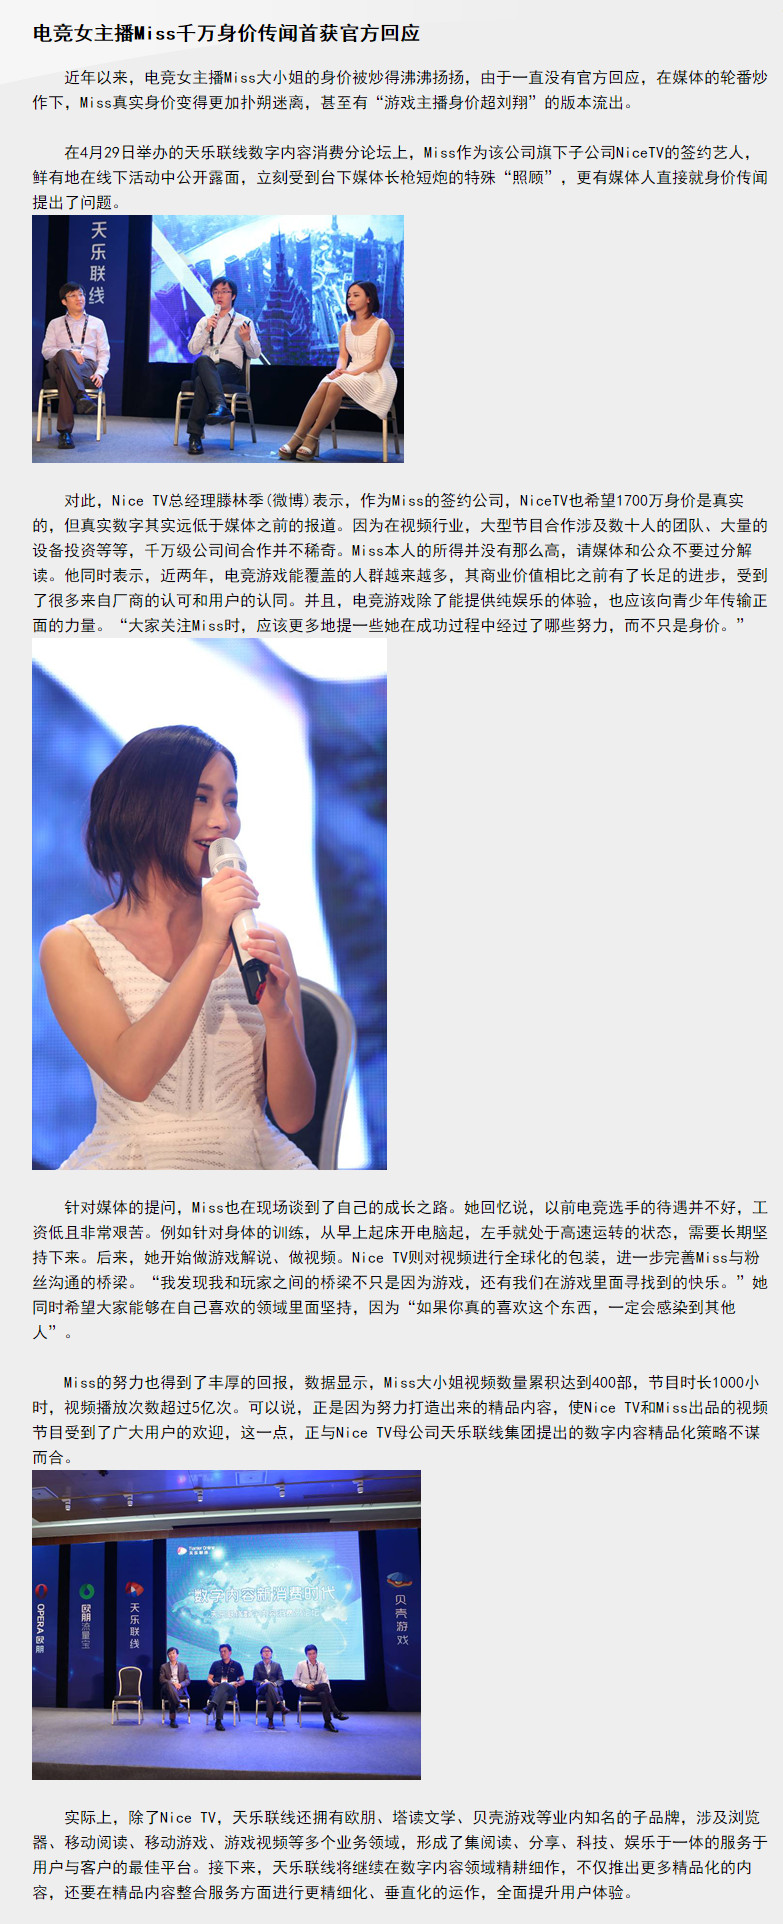 电竞女主播Miss千万身价传闻首获官方回应
近年以来，电竞女主播Miss大小姐的身价被炒得沸沸扬扬，由于一直没有官方回应，在媒体的轮番炒
作下，Miss真实身价变得更加扑朔迷离，甚至有“游戏主播身价超刘翔”的版本流出。
在4月29日举办的天乐联线数字内容消费分论坛上，Miss作为该公司旗下子公司NiceTV的签约艺人，
鲜有地在线下活动中公开露面，立刻受到台下媒体长枪短炮的特殊“照顾”，更有媒体人直接就身价传闻
提出了问题。
天乐联线
对此，Nice TV总经理滕林季(微博)表示，作为Miss的签约公司，NiceTV也希望1700万身价是真实
的，但真实数字其实远低于媒体之前的报道。因为在视频行业，大型节目合作涉及数十人的团队、大量的
设备投资等等，千万级公司间合作并不稀奇。Miss本人的所得并没有那么高，请媒体和公众不要过分解
读。他同时表示，近两年，电竞游戏能覆盖的人群越来越多，其商业价值相比之前有了长足的进步，受到
了很多来自厂商的认可和用户的认同。并且，电竞游戏除了能提供纯娱乐的体验，也应该向青少年传输正
面的力量。“大家关注Miss时，应该更多地提一些她在成功过程中经过了哪些努力，而不只是身价。”
针对媒体的提问，Miss也在现场谈到了自己的成长之路。她回忆说，以前电竞选手的待遇并不好，工
资低且非常艰苦。例如针对身体的训练，从早上起床开电脑起，左手就处于高速运转的状态，需要长期坚
持下来。后来，她开始做游戏解说、做视频。Nice TV则对视频进行全球化的包装，进一步完善Miss与粉
丝沟通的桥梁。“我发现我和玩家之间的桥梁不只是因为游戏，还有我们在游戏里面寻找到的快乐。”她
同时希望大家能够在自己喜欢的领域里面坚持，因为“如果你真的喜欢这个东西，一定会感染到其他
人”。
Miss的努力也得到了丰厚的回报，数据显示，Miss大小姐视频数量累积达到400部，节目时长1000小
时，视频播放次数超过5亿次。可以说，正是因为努力打造出来的精品内容，使Nice TV和Miss出品的视频
节目受到了广大用户的欢迎，这一点，正与Nice TV母公司天乐联线集团提出的数字内容精品化策略不谋
而合。
OPERA欧朋
欧朋流量宝
天乐联线
数字内容新消费时代
贝壳游戏
实际上，除了Nice TV，天乐联线还拥有欧朋、塔读文学、贝壳游戏等业内知名的子品牌，涉及浏览
器、移动阅读、移动游戏、游戏视频等多个业务领域，形成了集阅读、分享、科技、娱乐于一体的服务于
用户与客户的最佳平台。接下来，天乐联线将继续在数字内容领域精耕细作，不仅推出更多精品化的内
容，还要在精品内容整合服务方面进行更精细化、垂直化的运作，全面提升用户体验。